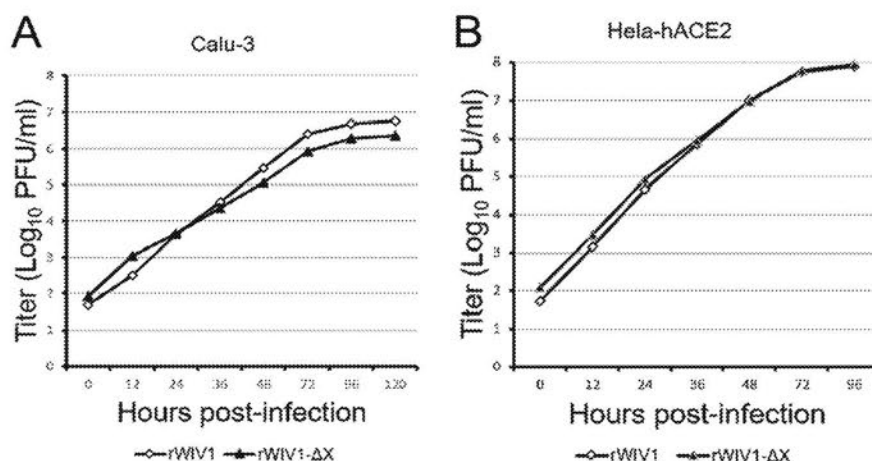 A
Calu-3
Titer (Log10 PFU/ml)
8
7
6
5
4
3
2
1
0
0 12 24 36 48 72 96 120
Hours post-infection
rWIV1 rWIV1-ΔX
B
Hela-hACE2
Titer (Log10 PFU/ml)
8
7
6
5
4
3
2
1
0
0 12 24 36 48 72 96
Hours post-infection
rWIV1 rWIV1-ΔX